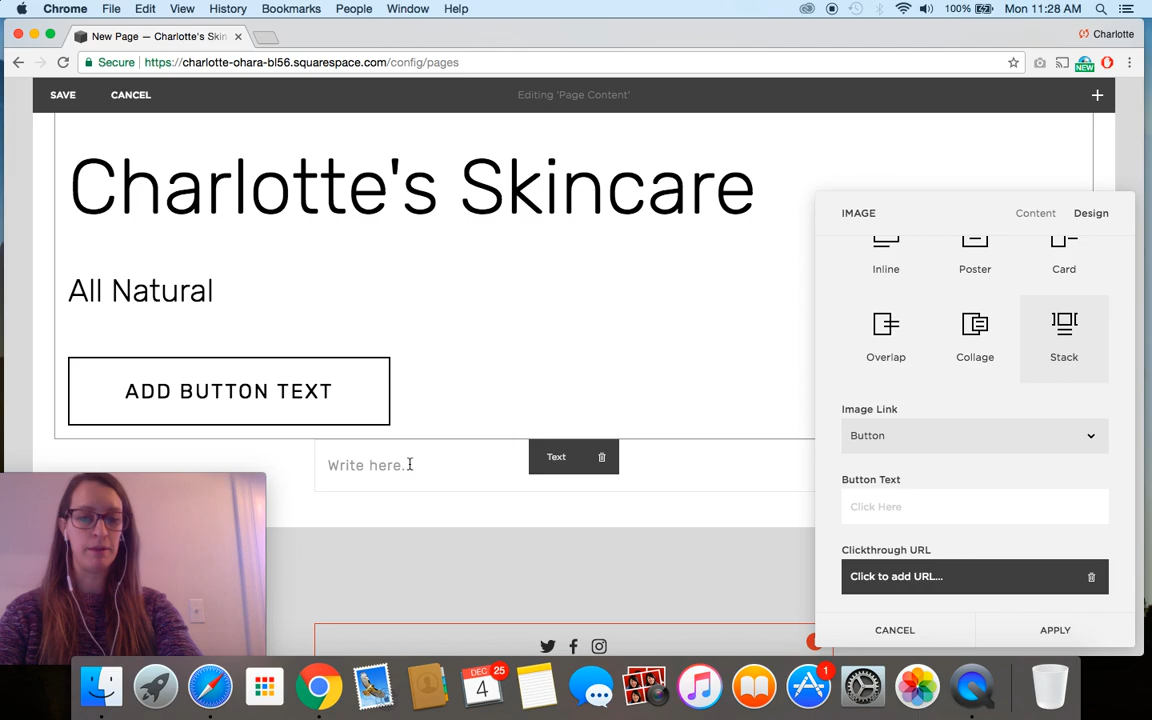 Chrome File Edit View History Bookmarks People Window Help 100% Mon 11:28 AM
New Page — Charlotte's Skin Charlotte
Secure https://charlotte-ohara-bl56.squarespace.com/config/pages NEW
SAVE CANCEL Editing 'Page Content'
Charlotte's Skincare
All Natural
ADD BUTTON TEXT
Write here.
Text
IMAGE Content Design
Inline Poster Card
Overlap Collage Stack
Image Link
Button
Button Text
Click Here
Clickthrough URL
Click to add URL...
CANCEL APPLY
DEC 25
4
1